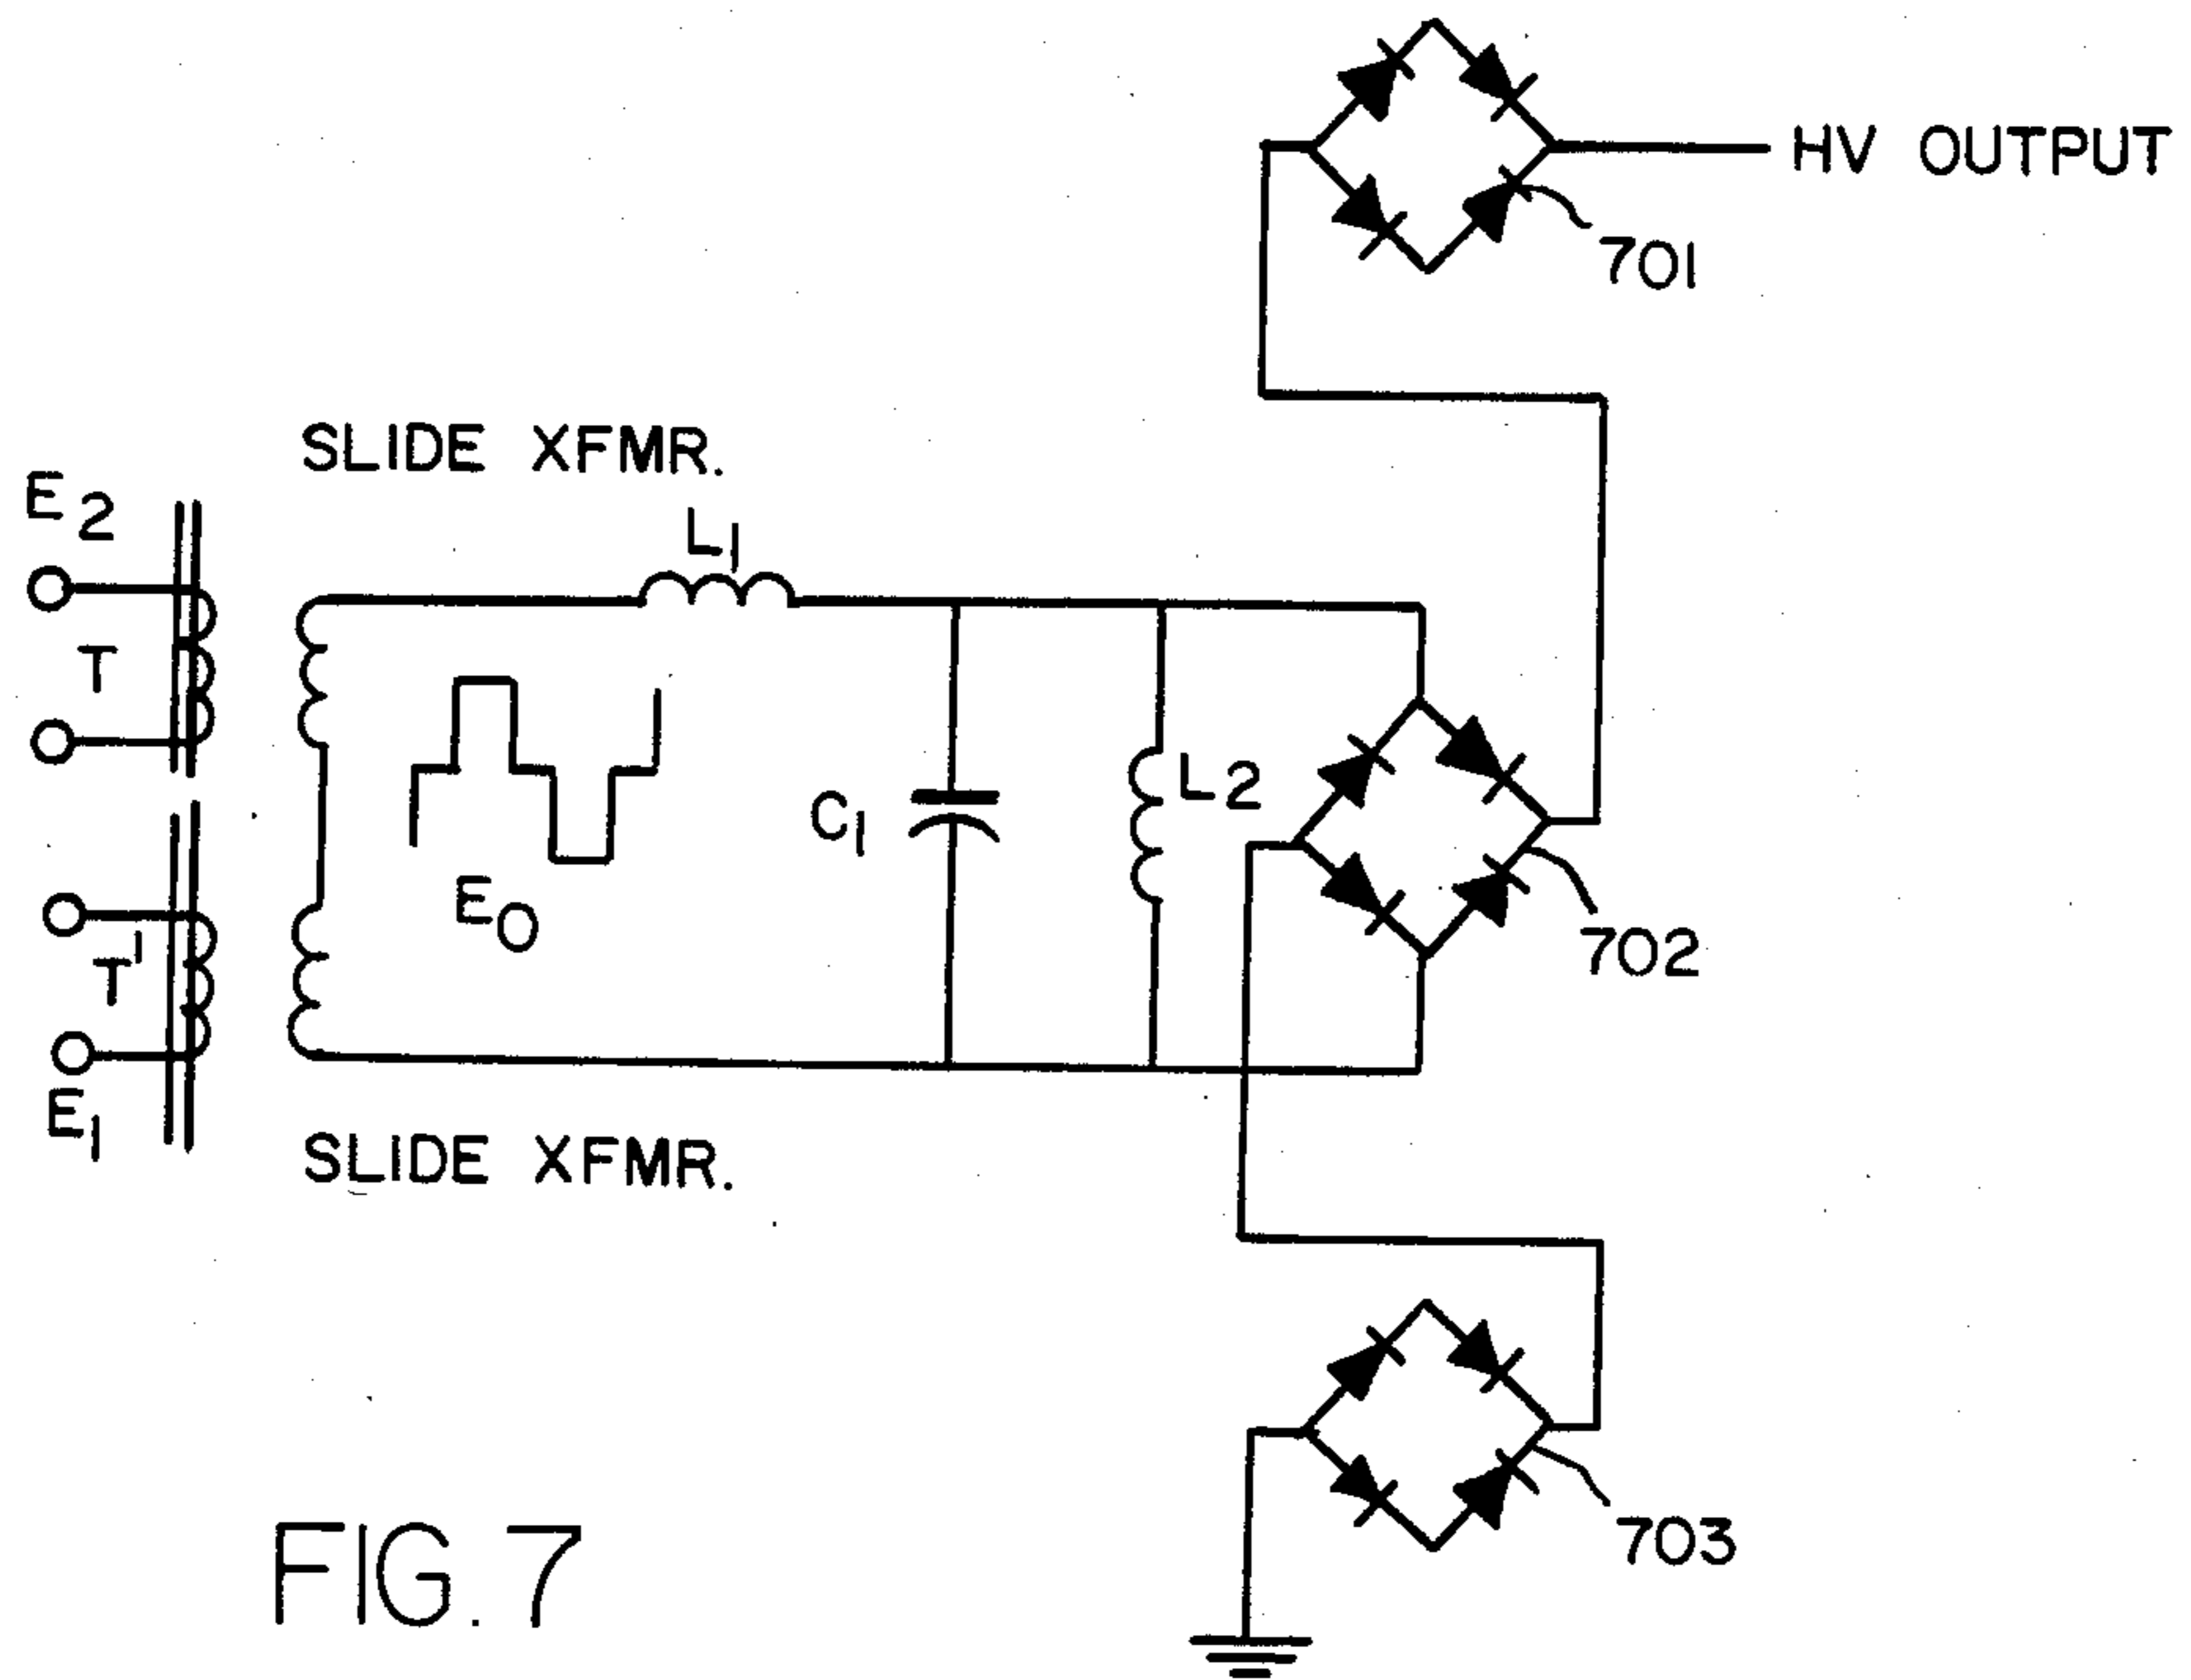 HV OUTPUT
701
SLIDE XFMR.
E2
L1
T
L2
C1
EO
702
T'
E1
SLIDE XFMR.
703
FIG. 7